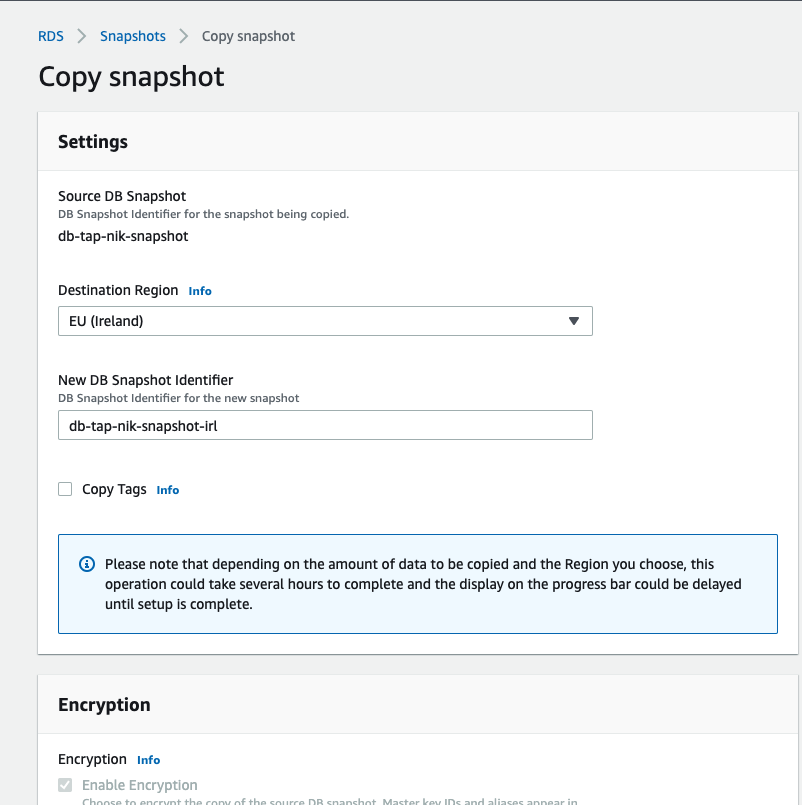 RDS > Snapshots > Copy snapshot
Copy snapshot
Settings
Source DB Snapshot
DB Snapshot Identifier for the snapshot being copied.
db-tap-nik-snapshot
Destination Region Info
EU (Ireland)
New DB Snapshot Identifier
DB Snapshot Identifier for the new snapshot
db-tap-nik-snapshot-irl
Copy Tags Info
Please note that depending on the amount of data to be copied and the Region you choose, this
operation could take several hours to complete and the display on the progress bar could be delayed
until setup is complete.
Encryption
Encryption Info
Enable Encryption
Choose to encrypt the copy of the source DB snapshot. Master key IDs and aliases appear in